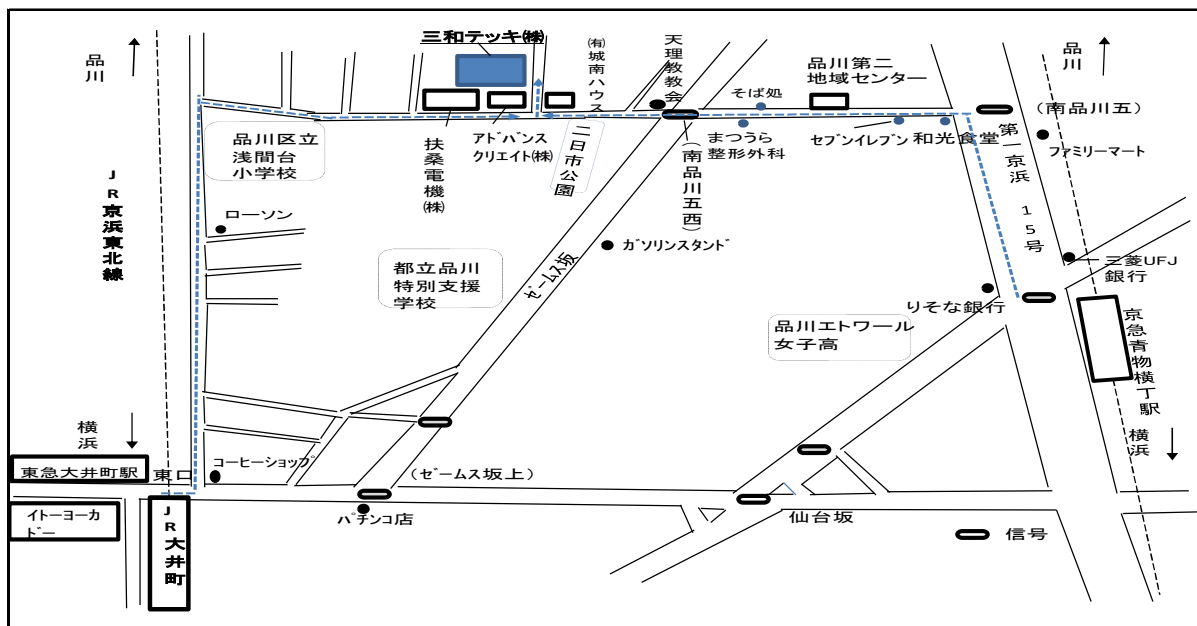 三和テッキ㈱
品川
(有)城南ハウス
天理教教会
品川第二
地域センター
そば処
品川
(南品川五)
品川区立
浅間台
小学校
扶桑電機㈱
アドバンス
クリエイト㈱
二日市公園
(南品川五西)
まつうら
整形外科
セブンイレブン
和光食堂
第一京浜 15号
ファミリーマート
JR京浜東北線
ローソン
ガソリンスタンド
都立品川
特別支援
学校
ゼームス坂
三菱UFJ
銀行
りそな銀行
品川エトワール
女子高
京急青物横丁駅
横浜
横浜
東急大井町駅
東口
コーヒーショップ
(ゼームス坂上)
イトーヨーカ
ドー
JR大井町
パチンコ店
仙台坂
信号